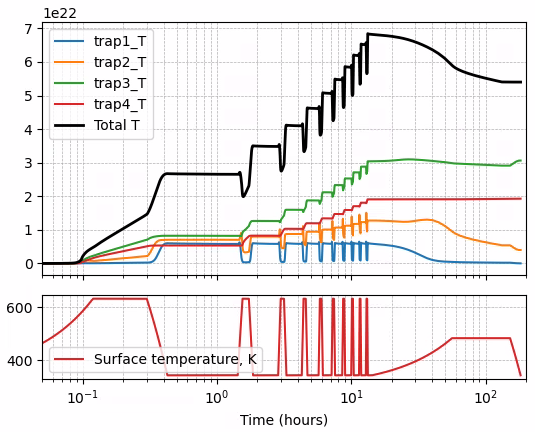 1e22
7
6
5
4
3
2
1
0
trap1_T
trap2_T
trap3_T
trap4_T
Total T
600
400
Surface temperature, K
10⁻¹
10⁰
10¹
10²
Time (hours)